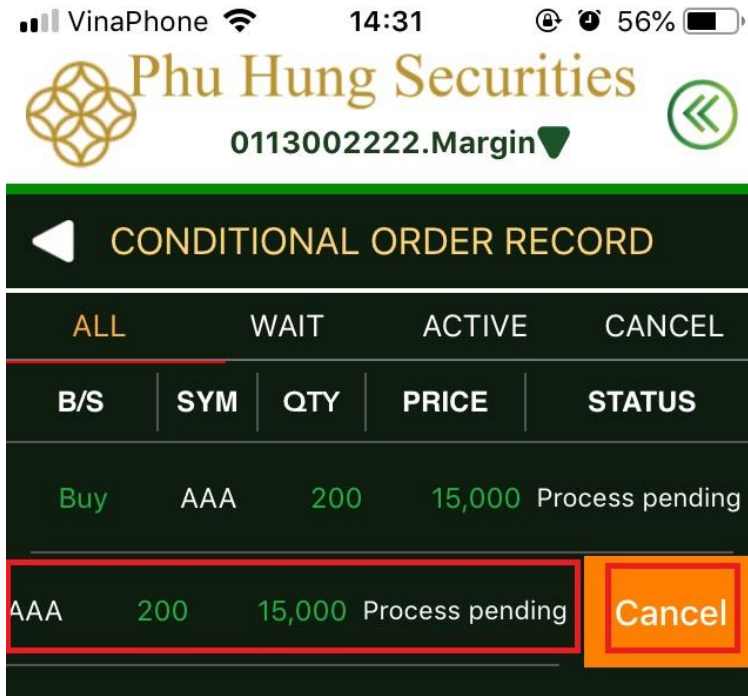 VinaPhone 14:31 56%
Phu Hung Securities
0113002222.Margin
CONDITIONAL ORDER RECORD
ALL WAIT ACTIVE CANCEL
B/S SYM QTY PRICE STATUS
Buy AAA 200 15,000 Process pending
AAA 200 15,000 Process pending Cancel